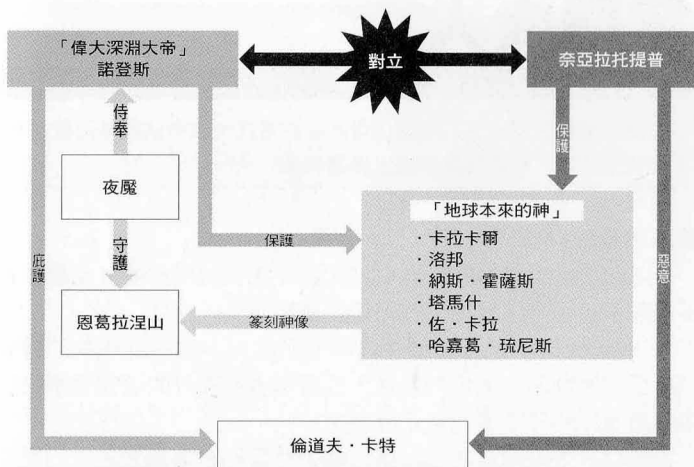 「偉大深淵大帝」
諾登斯
對立
奈亞拉托提普
侍奉
保護
夜魘
「地球本來的神」
・卡拉卡爾
・洛邦
・納斯・霍薩斯
・塔馬什
・佐・卡拉
・哈嘉葛・琉尼斯
守護
保護
庇護
惡意
恩葛拉涅山
篆刻神像
倫道夫・卡特